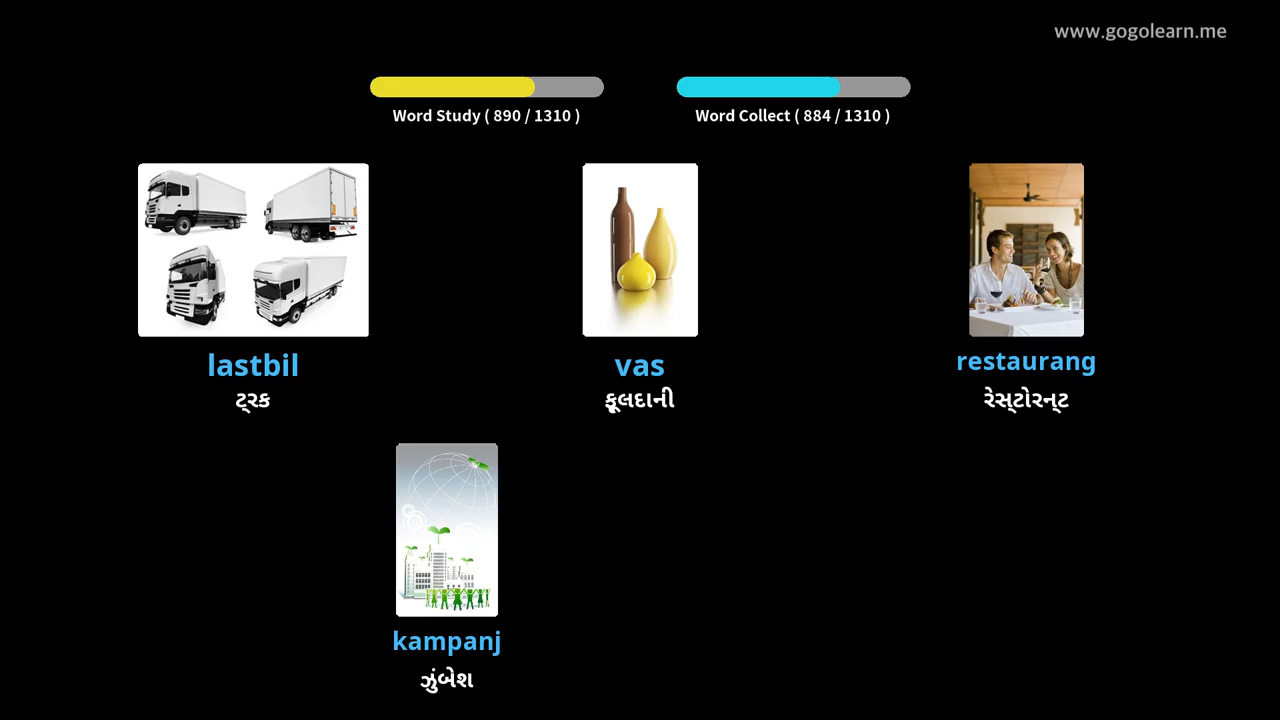 www.gogolearn.me
Word Study ( 890 / 1310 )
Word Collect ( 884 / 1310 )
lastbil
ટ્રક
vas
ફૂલદાની
restaurang
રેસ્ટોરન્ટ
kampanj
ઝુંબેશ